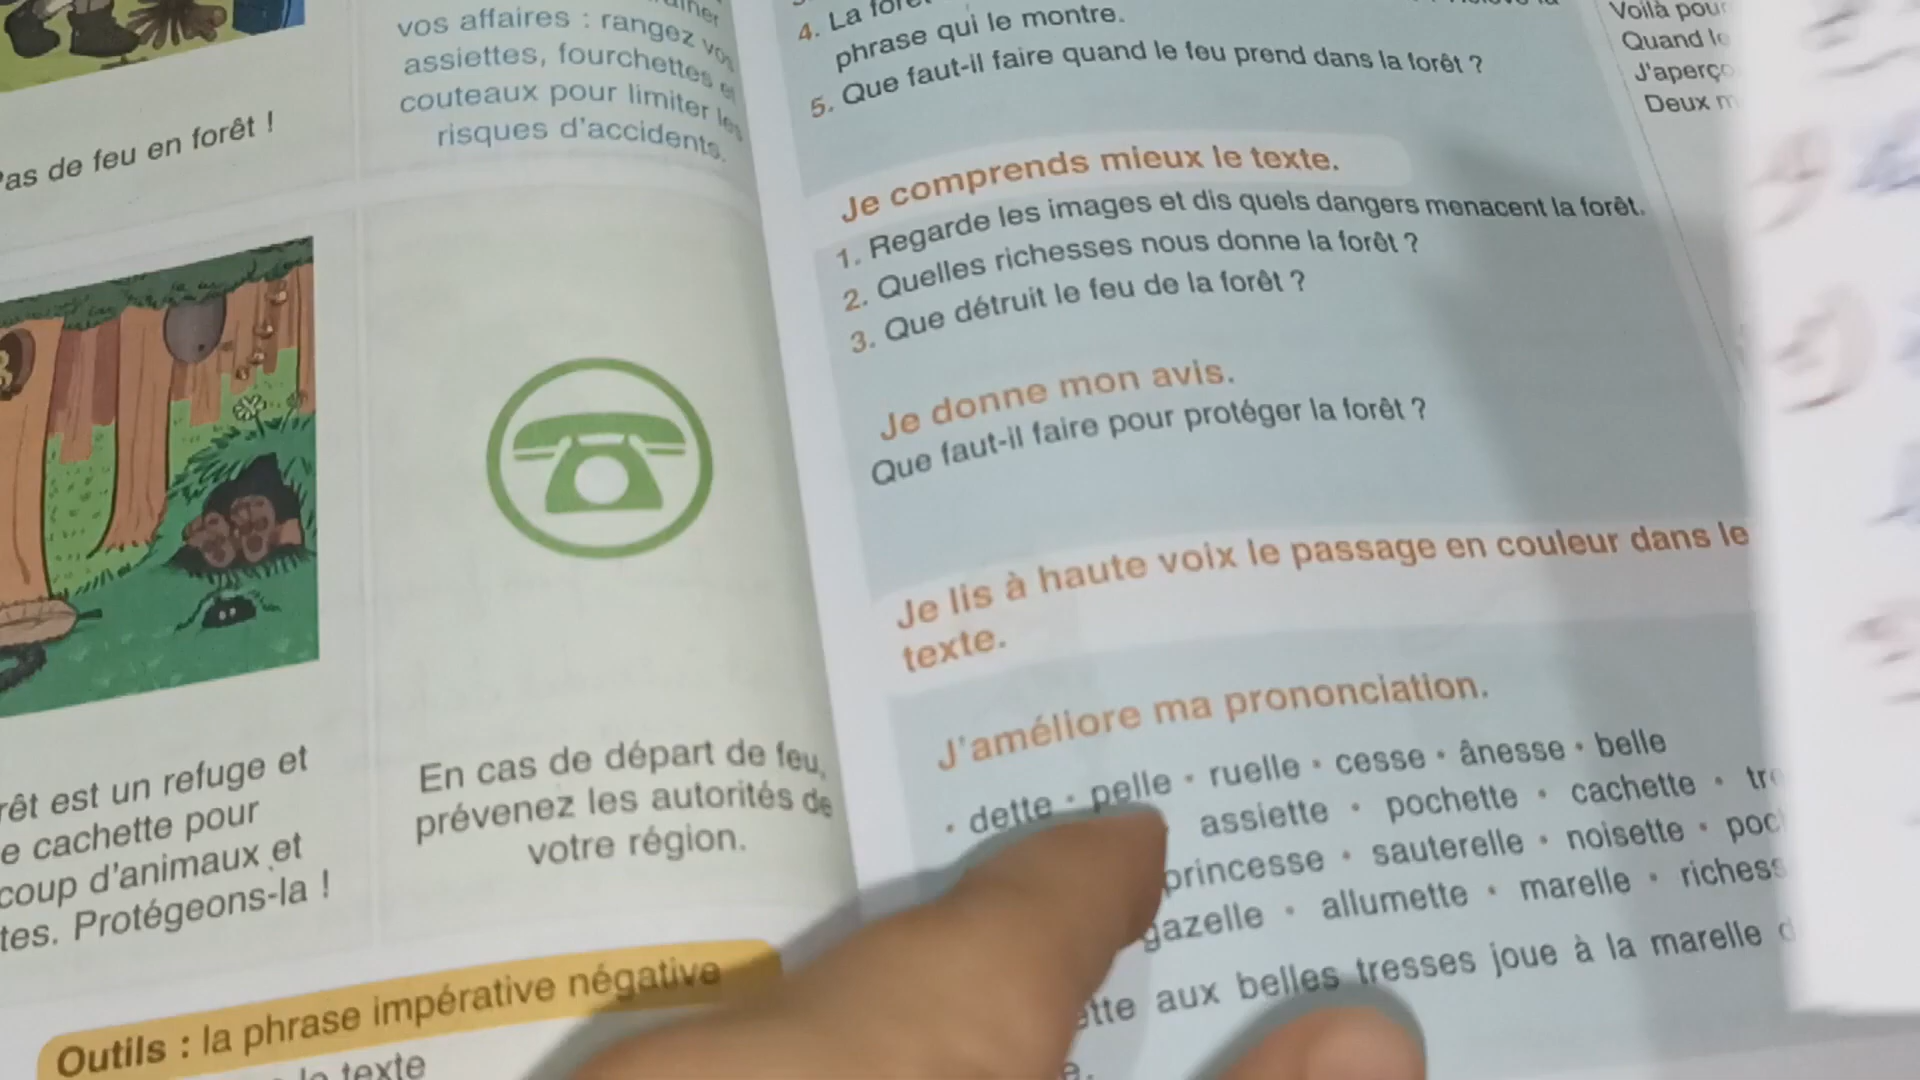 as de feu en forêt !
vos affaires : rangez vos
assiettes, fourchettes et
couteaux pour limiter les
risques d'accidents.
rêt est un refuge et
e cachette pour
coup d'animaux et
tes. Protégeons-la !
En cas de départ de feu,
prévenez les autorités de
votre région.
Outils : la phrase impérative négative
texte
4. La
phrase qui le montre.
5. Que faut-il faire quand le feu prend dans la forêt ?
Je comprends mieux le texte.
1. Regarde les images et dis quels dangers menacent la forêt.
2. Quelles richesses nous donne la forêt ?
3. Que détruit le feu de la forêt ?
Je donne mon avis.
Que faut-il faire pour protéger la forêt ?
Je lis à haute voix le passage en couleur dans le
texte.
J'améliore ma prononciation.
• dette • pelle • ruelle • cesse • ânesse • belle
assiette • pochette • cachette • tre
princesse • sauterelle • noisette • poc
gazelle • allumette • marelle • richess
ette aux belles tresses joue à la marelle d
e.
Voilà pour
Quand le
J'aperço
Deux m